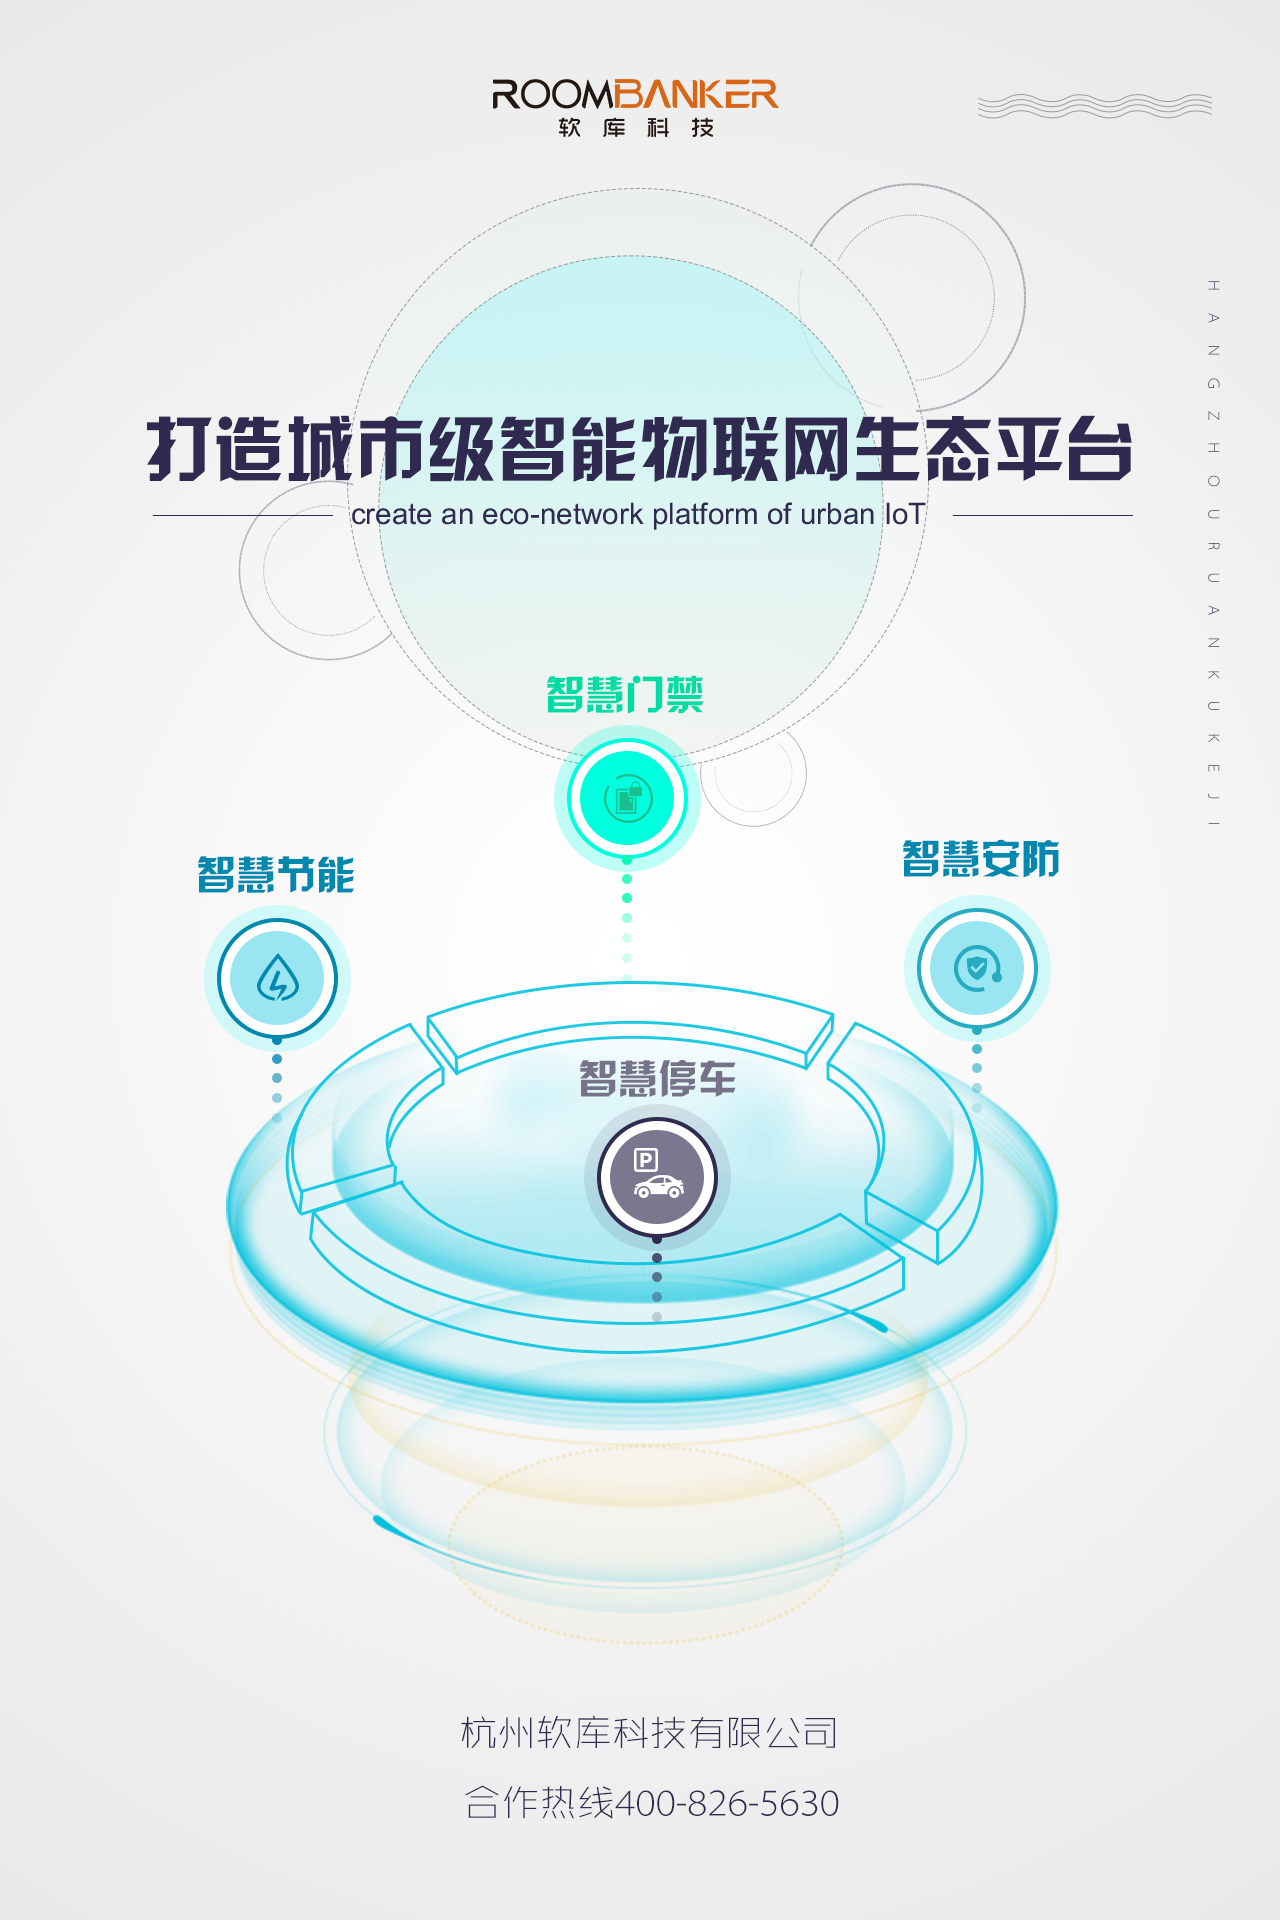 ROOMBANKER
软库科技
HANGZHOURUANKUKEJI
打造城市级智能物联网生态平台
create an eco-network platform of urban IoT
智慧门禁
智慧安防
智慧节能
智慧停车
P
杭州软库科技有限公司
合作热线400-826-5630